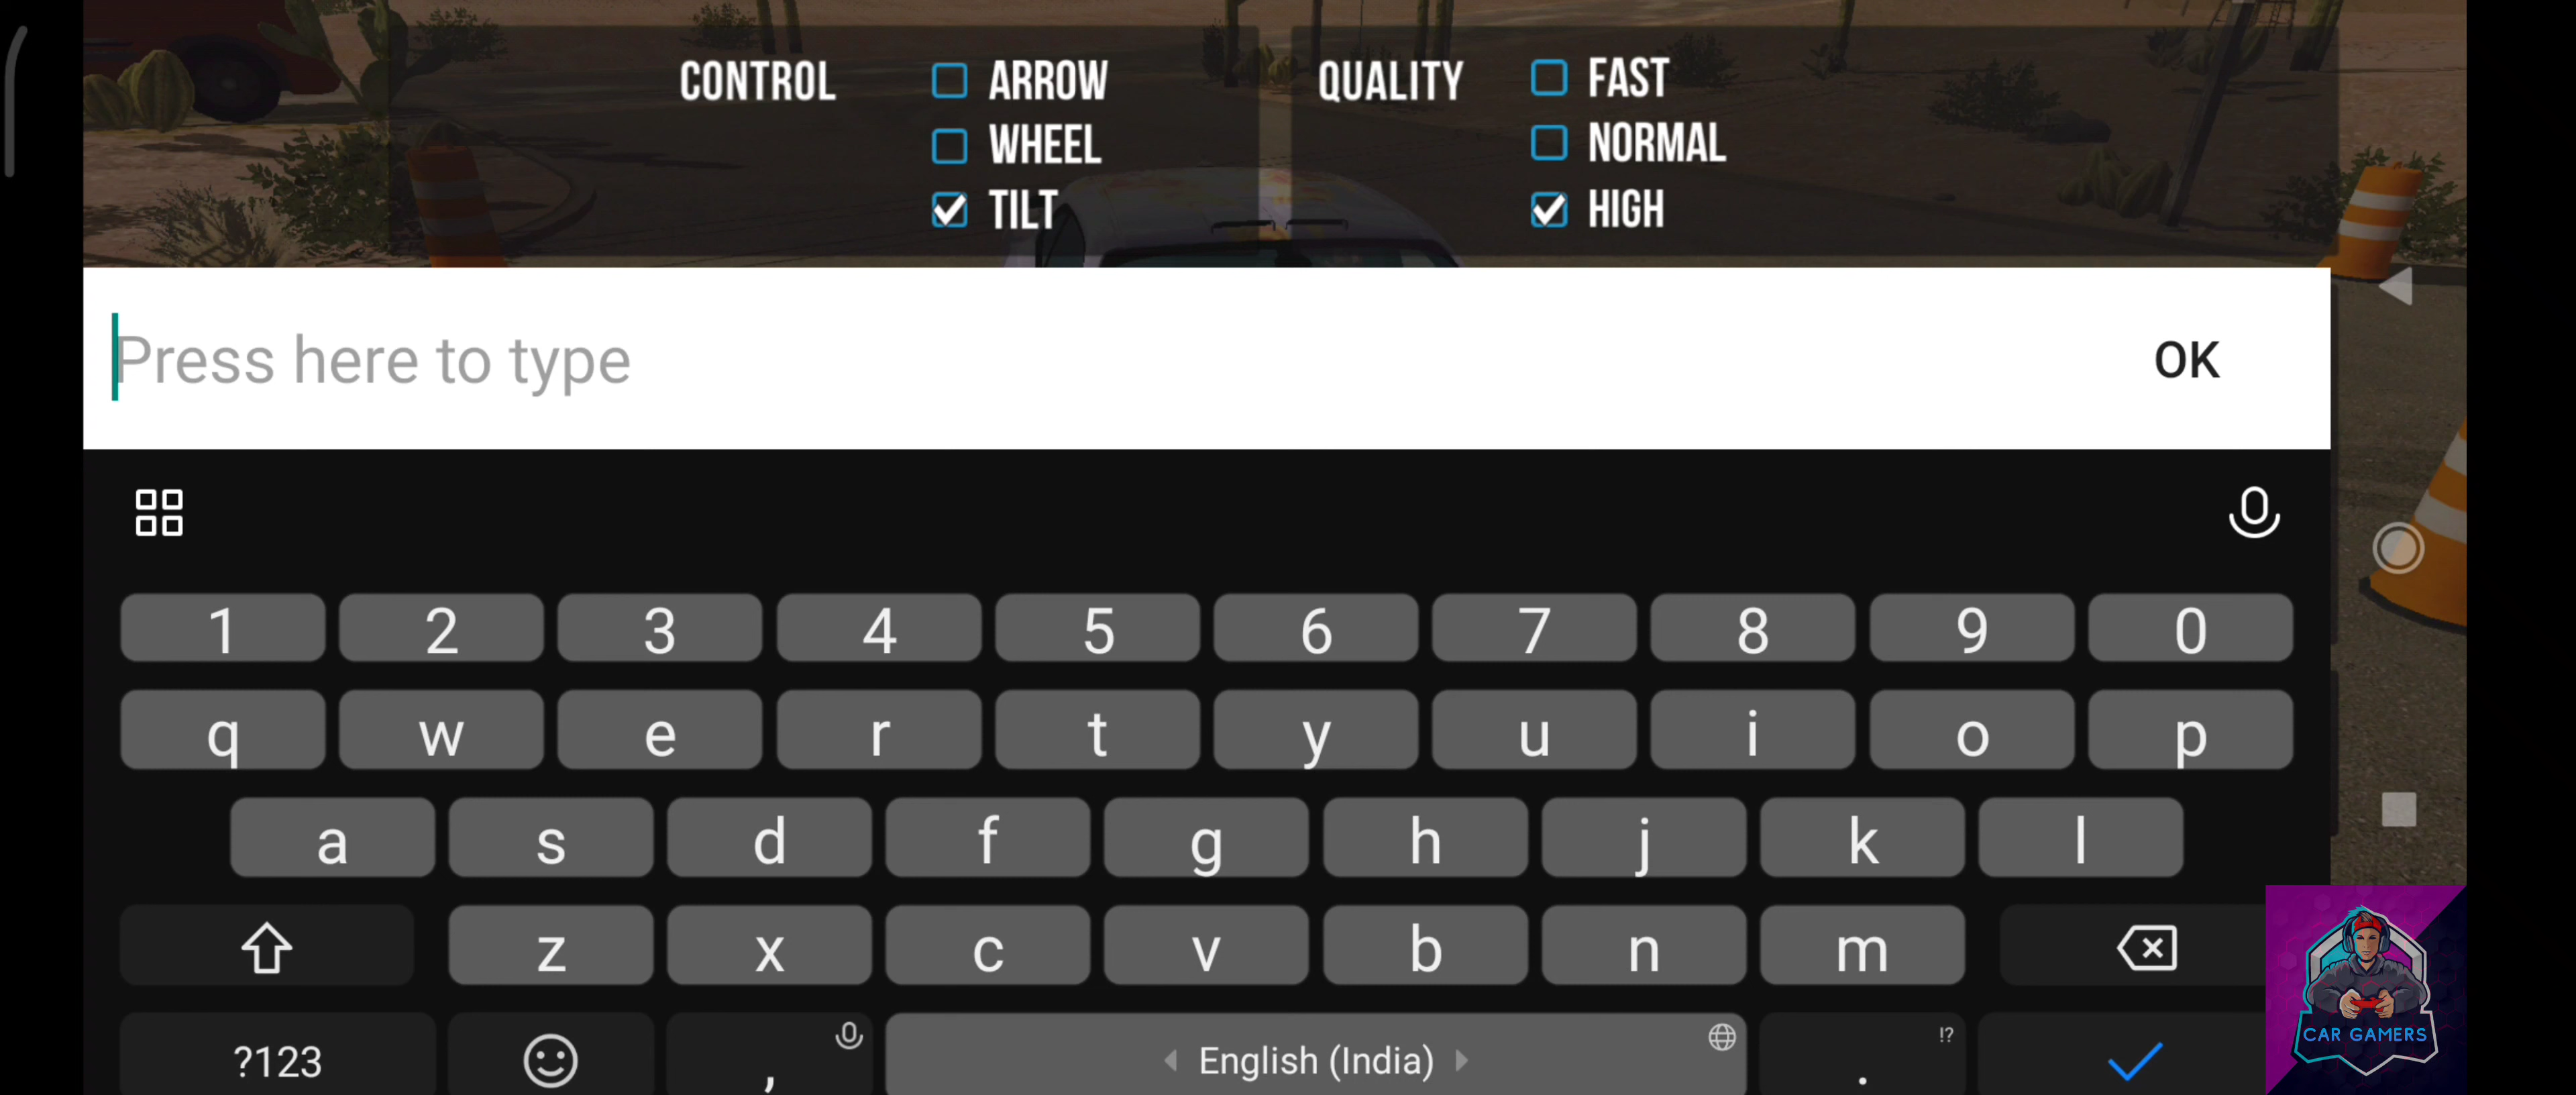 CONTROL
ARROW
WHEEL
TILT
QUALITY
FAST
NORMAL
HIGH
Press here to type
OK
1 2 3 4 5 6 7 8 9 0
q w e r t y u i o p
a s d f g h j k l
z x c v b n m
?123 , English (India) !? .
CAR GAMERS